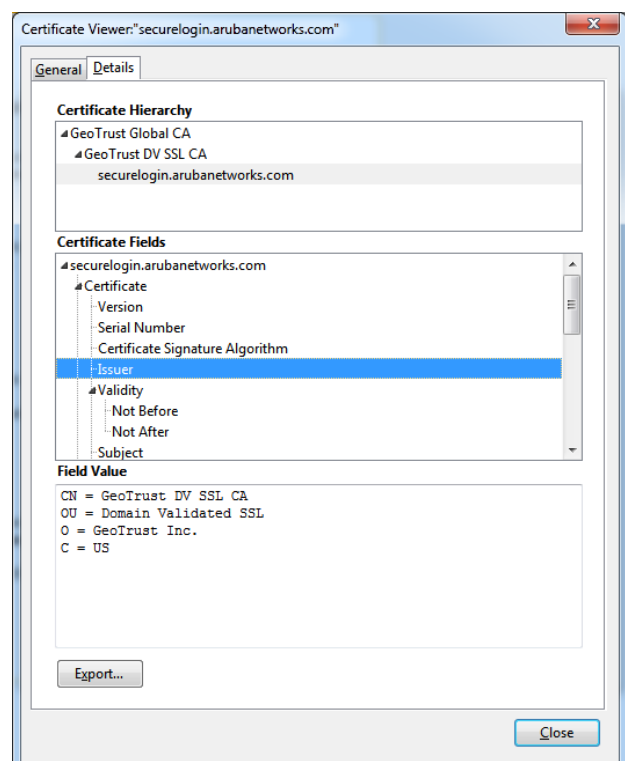 Certificate Viewer:"securelogin.arubanetworks.com"
x
General Details
Certificate Hierarchy
GeoTrust Global CA
GeoTrust DV SSL CA
securelogin.arubanetworks.com
Certificate Fields
securelogin.arubanetworks.com
Certificate
Version
Serial Number
Certificate Signature Algorithm
Issuer
Validity
Not Before
Not After
Subject
Field Value
CN = GeoTrust DV SSL CA
OU = Domain Validated SSL
O = GeoTrust Inc.
C = US
Export...
Close